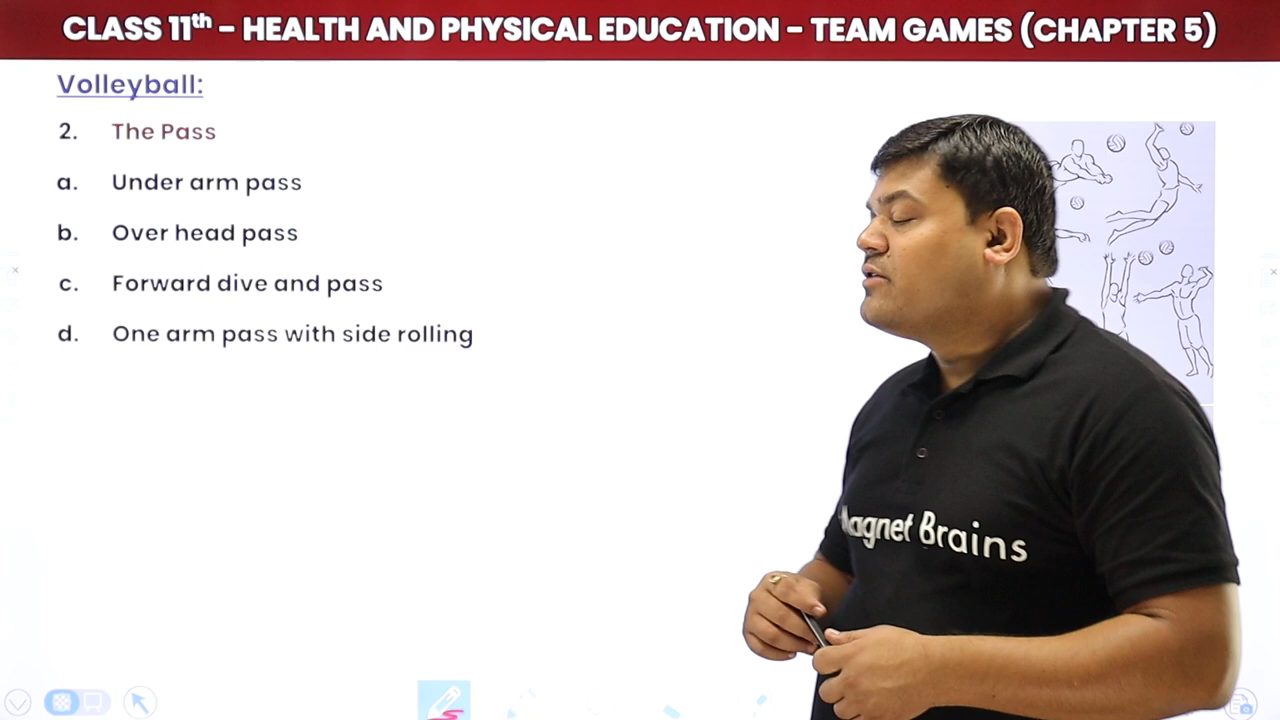 CLASS 11th - HEALTH AND PHYSICAL EDUCATION - TEAM GAMES (CHAPTER 5)
Volleyball:
2. The Pass
a. Under arm pass
b. Over head pass
c. Forward dive and pass
d. One arm pass with side rolling
Magnet Brains